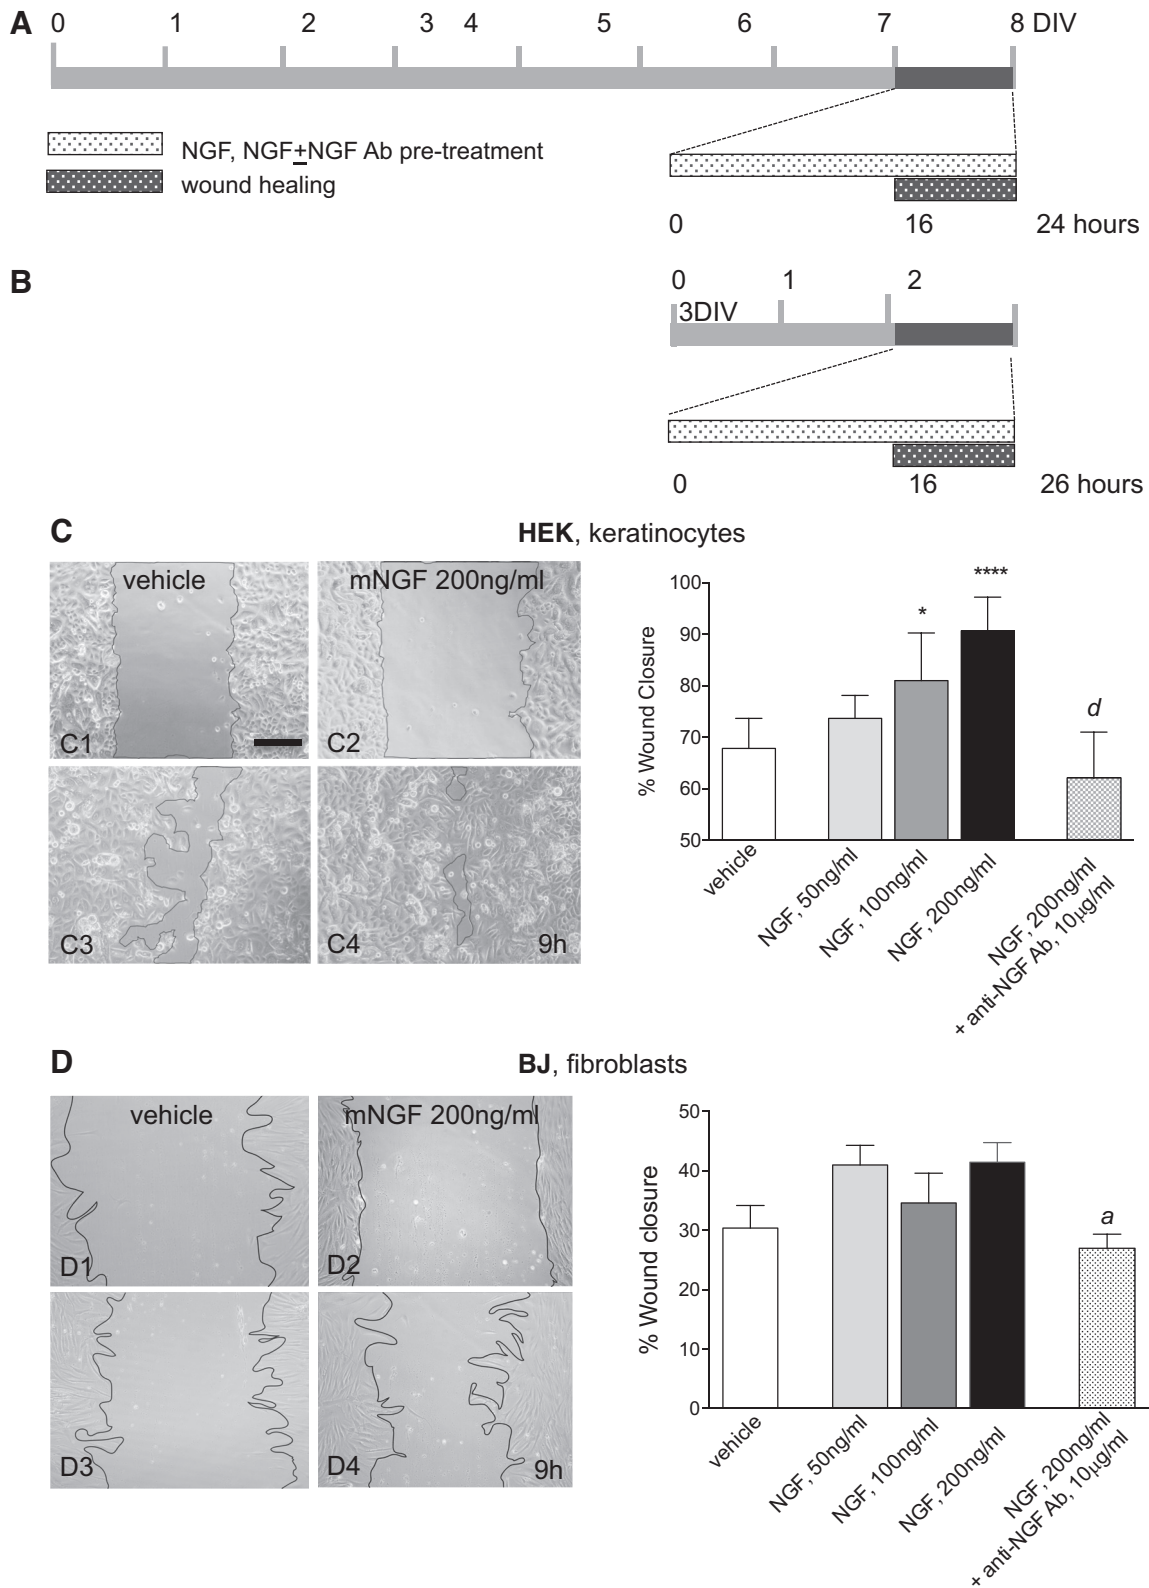 A
0 1 2 3 4 5 6 7 8 DIV
NGF, NGF±NGF Ab pre-treatment
wound healing
0 16 24 hours
B
0 1 2
3DIV
0 16 26 hours
C
HEK, keratinocytes
vehicle
mNGF 200ng/ml
C1
C2
C3
C4
9h
% Wound Closure
100
90
80
70
60
50
*
****
d
vehicle
NGF, 50ng/ml
NGF, 100ng/ml
NGF, 200ng/ml
NGF, 200ng/ml
+ anti-NGF Ab, 10µg/ml
D
BJ, fibroblasts
vehicle
mNGF 200ng/ml
D1
D2
D3
D4
9h
% Wound closure
50
40
30
20
10
0
a
vehicle
NGF, 50ng/ml
NGF, 100ng/ml
NGF, 200ng/ml
NGF, 200ng/ml
+ anti-NGF Ab, 10µg/ml